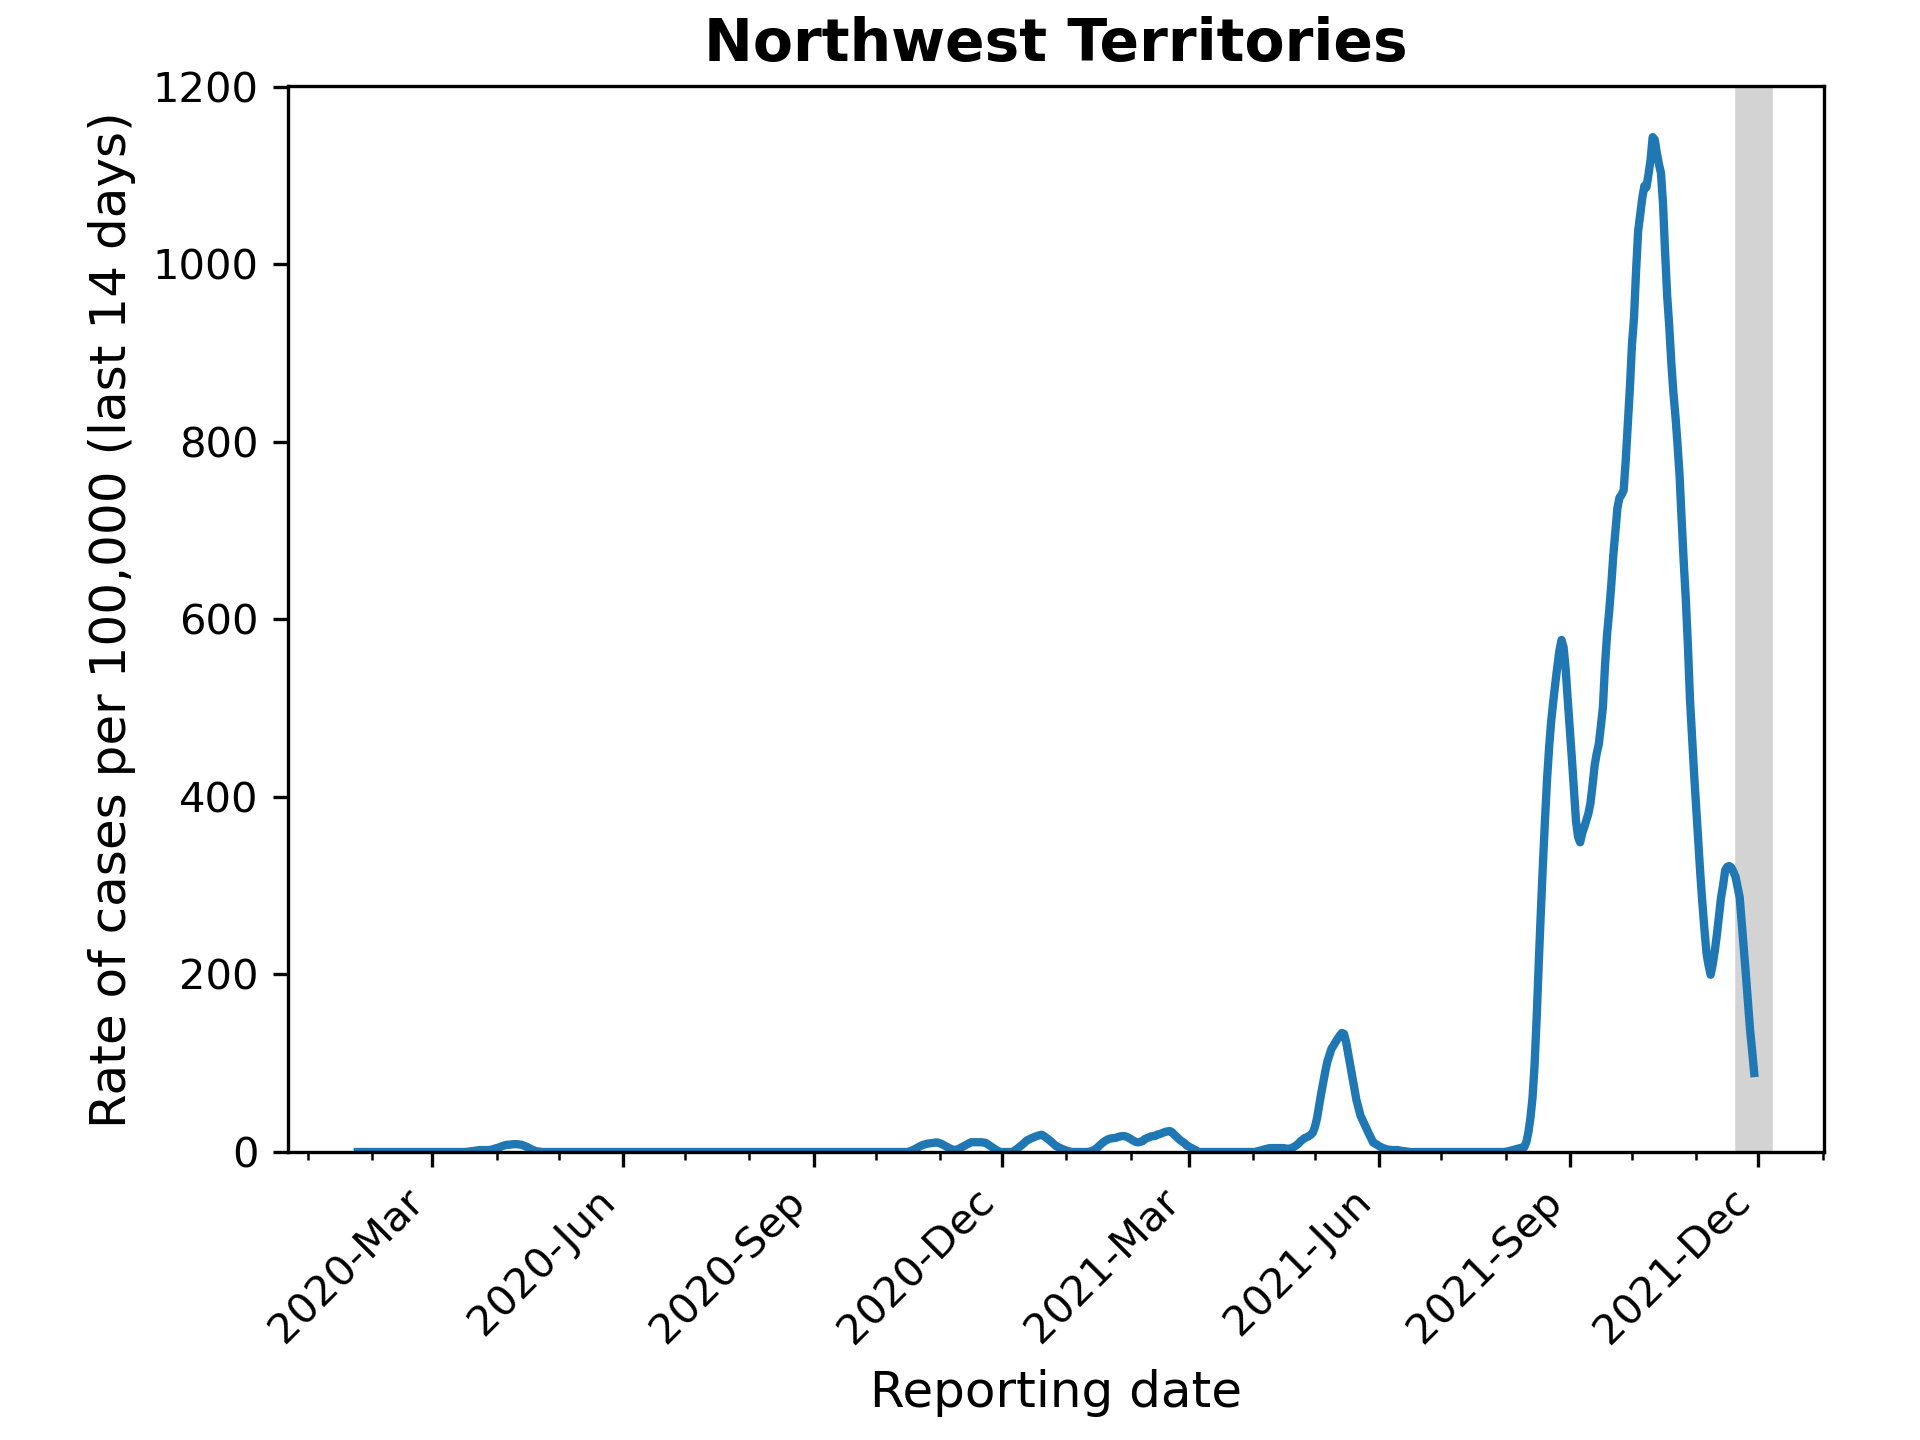 Northwest Territories
Rate of cases per 100,000 (last 14 days)
1200
1000
800
600
400
200
0
2020-Mar
2020-Jun
2020-Sep
2020-Dec
2021-Mar
2021-Jun
2021-Sep
2021-Dec
Reporting date